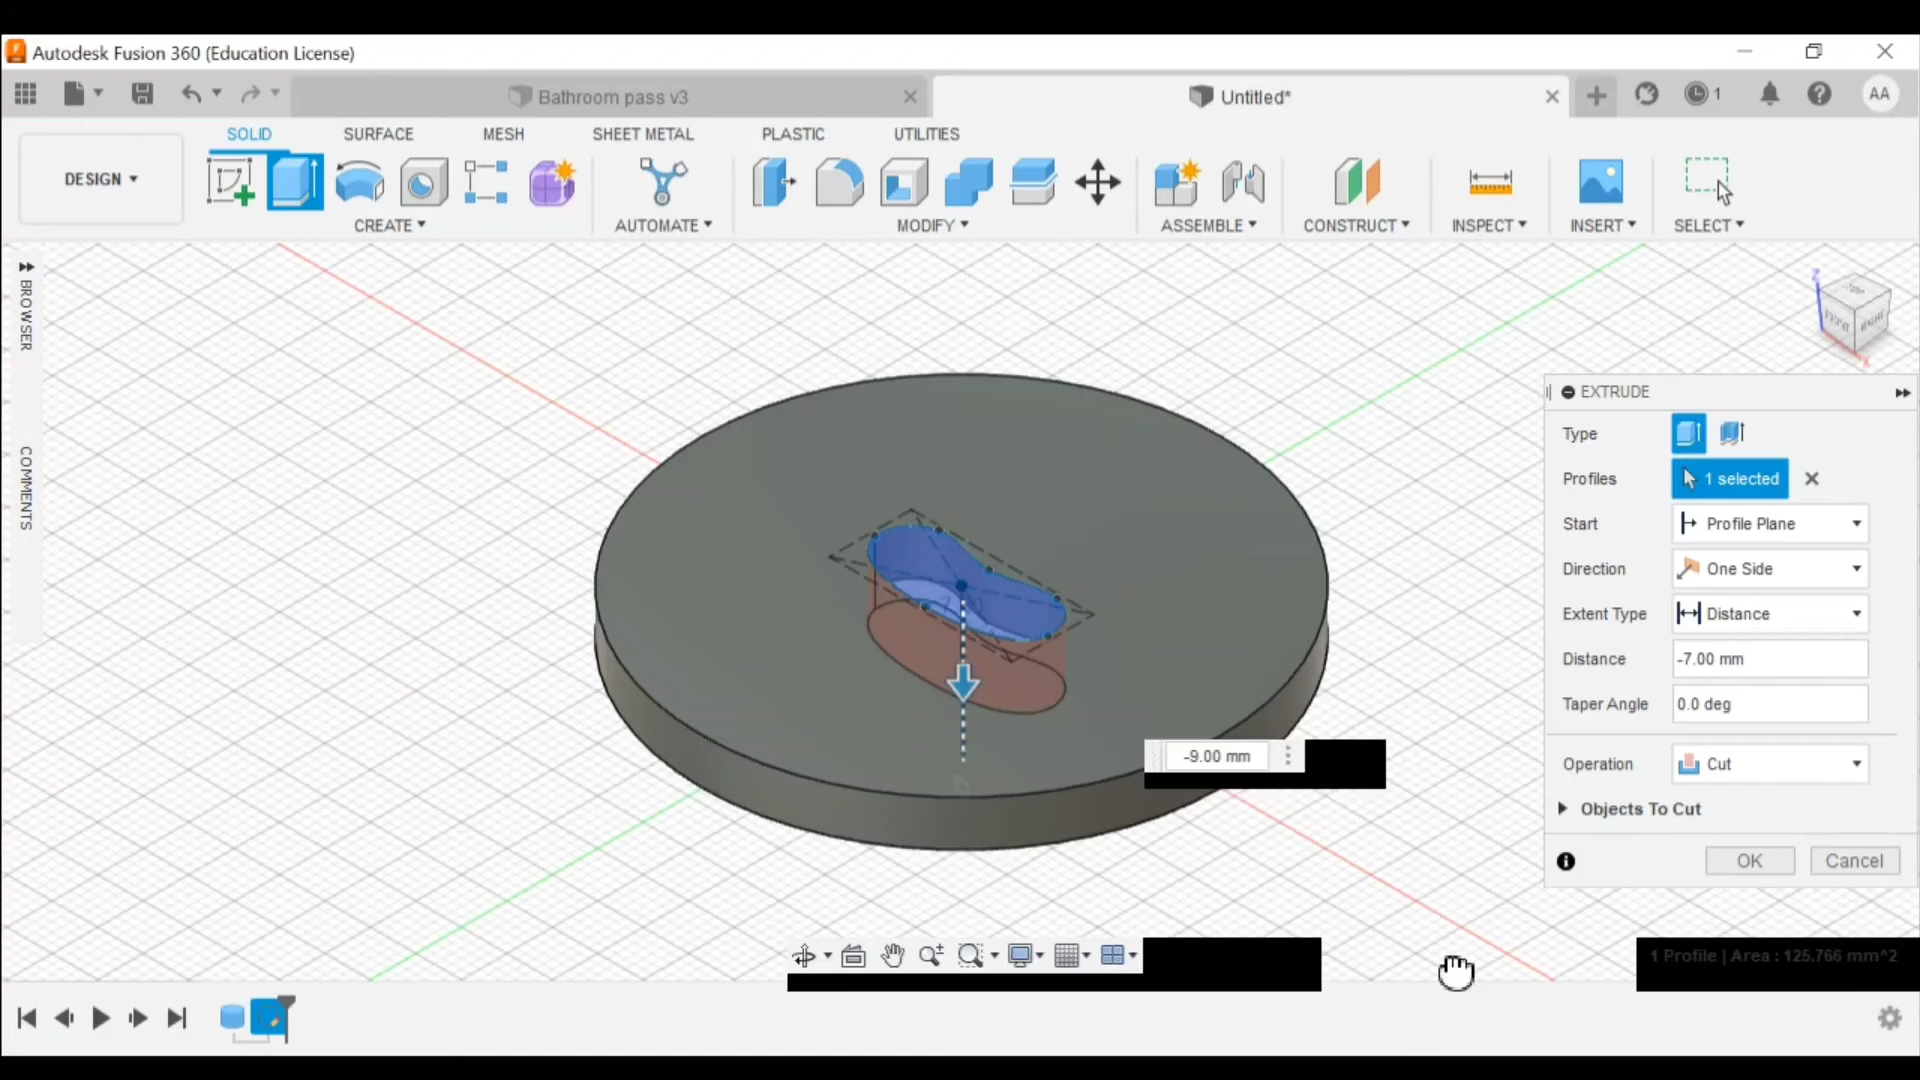 Autodesk Fusion 360 (Education License)
Bathroom pass v3
Untitled*
1
AA
DESIGN
SOLID
SURFACE
MESH
SHEET METAL
PLASTIC
UTILITIES
CREATE
AUTOMATE
MODIFY
ASSEMBLE
CONSTRUCT
INSPECT
INSERT
SELECT
BROWSER
COMMENTS
Z
TOP
FRONT
RIGHT
X
EXTRUDE
Type
Profiles
1 selected
Start
Profile Plane
Direction
One Side
Extent Type
Distance
Distance
-7.00 mm
Taper Angle
0.0 deg
Operation
Cut
Objects To Cut
OK
Cancel
-9.00 mm
1 Profile | Area : 125.766 mm^2